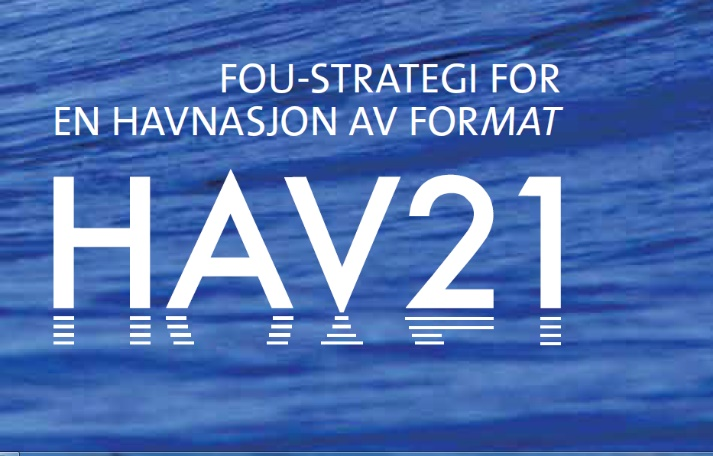 FOU-STRATEGI FOR
EN HAVNASJON AV FORMAT
HAV21